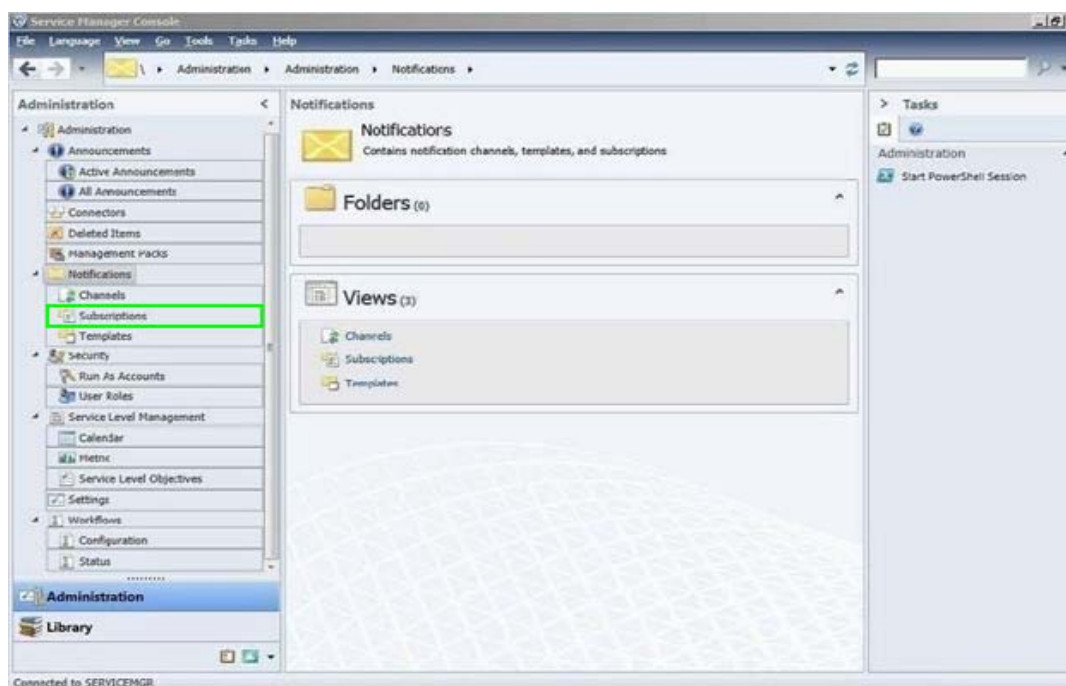 Service Manager Console
File Language View Go Tools Tasks Help
\ Administration Administration Notifications
Administration <
Administration
Announcements
Active Announcements
All Announcements
Connectors
Deleted Items
Management Packs
Notifications
Channels
Subscriptions
Templates
Security
Run As Accounts
User Roles
Service Level Management
Calendar
Metric
Service Level Objectives
Settings
Workflows
Configuration
Status
Administration
Library
Notifications
Notifications
Contains notification channels, templates, and subscriptions
Folders (0)
Views (3)
Channels
Subscriptions
Templates
> Tasks
Administration
Start PowerShell Session
Connected to SERVICEMGR